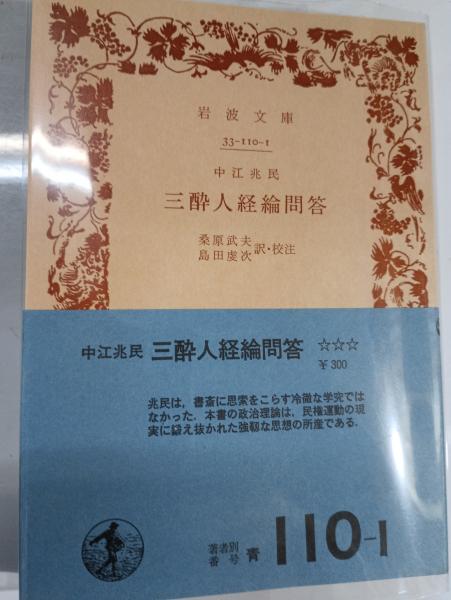 岩波文庫
33-110-1
中江兆民
三酔人経綸問答
桑原武夫
島田虔次 訳・校注
中江兆民 三酔人経綸問答 ☆☆☆
￥300
兆民は，書斎に思索をこらす冷徹な学究では
なかった．本書の政治理論は，民権運動の現
実に鍛え抜かれた強靱な思想の所産である．
著者別
番号 青 110-1